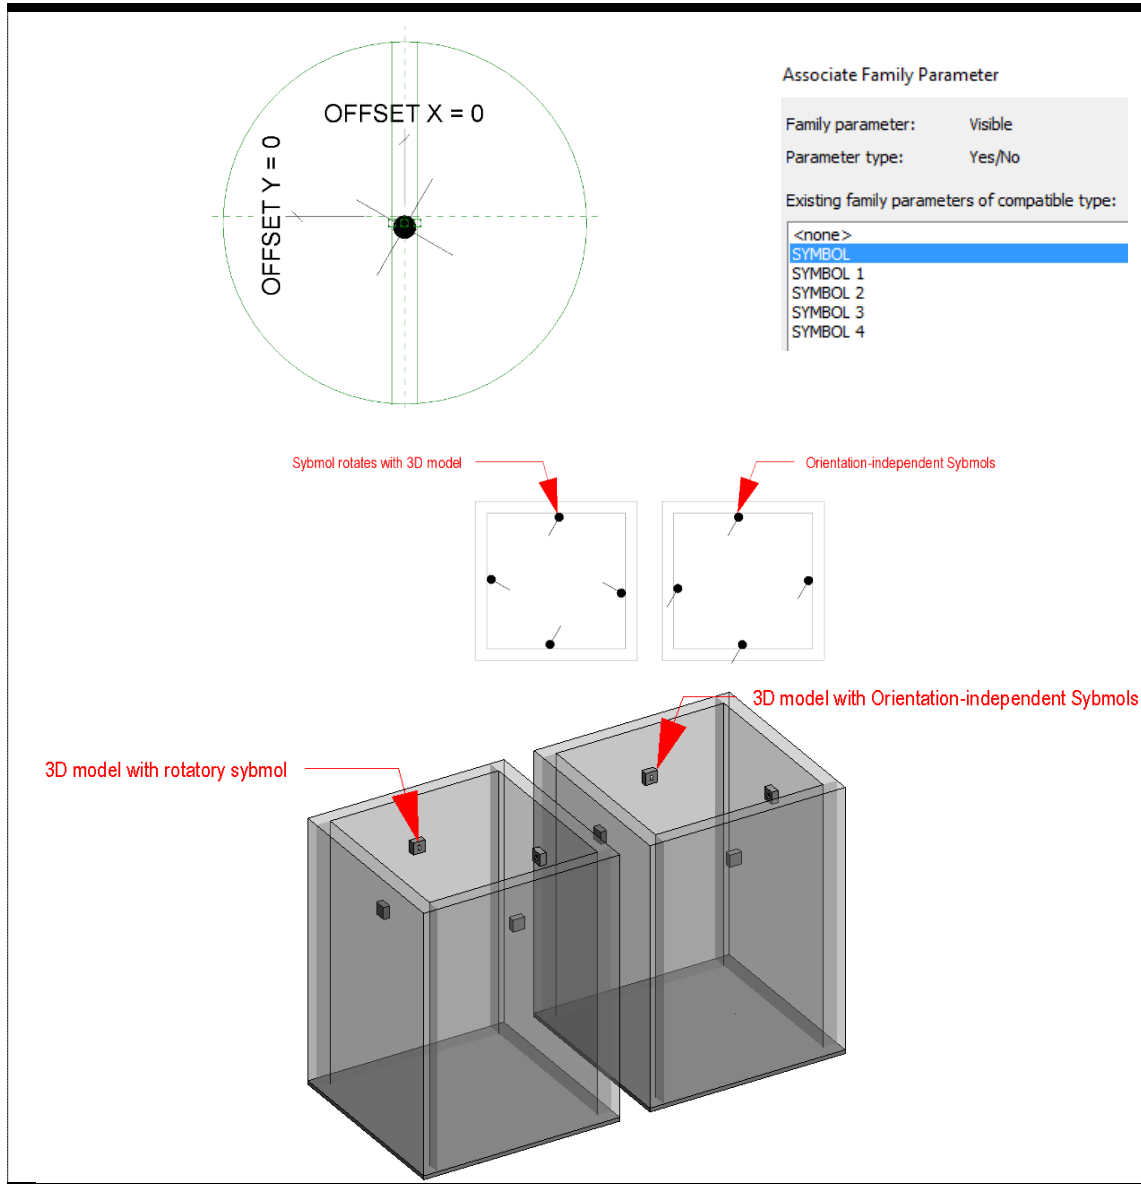 OFFSET X = 0
OFFSET Y = 0
Associate Family Parameter
Family parameter: Visible
Parameter type: Yes/No
Existing family parameters of compatible type:
<none>
SYMBOL
SYMBOL 1
SYMBOL 2
SYMBOL 3
SYMBOL 4
Sybmol rotates with 3D model
Orientation-independent Sybmols
3D model with Orientation-independent Sybmols
3D model with rotatory sybmol